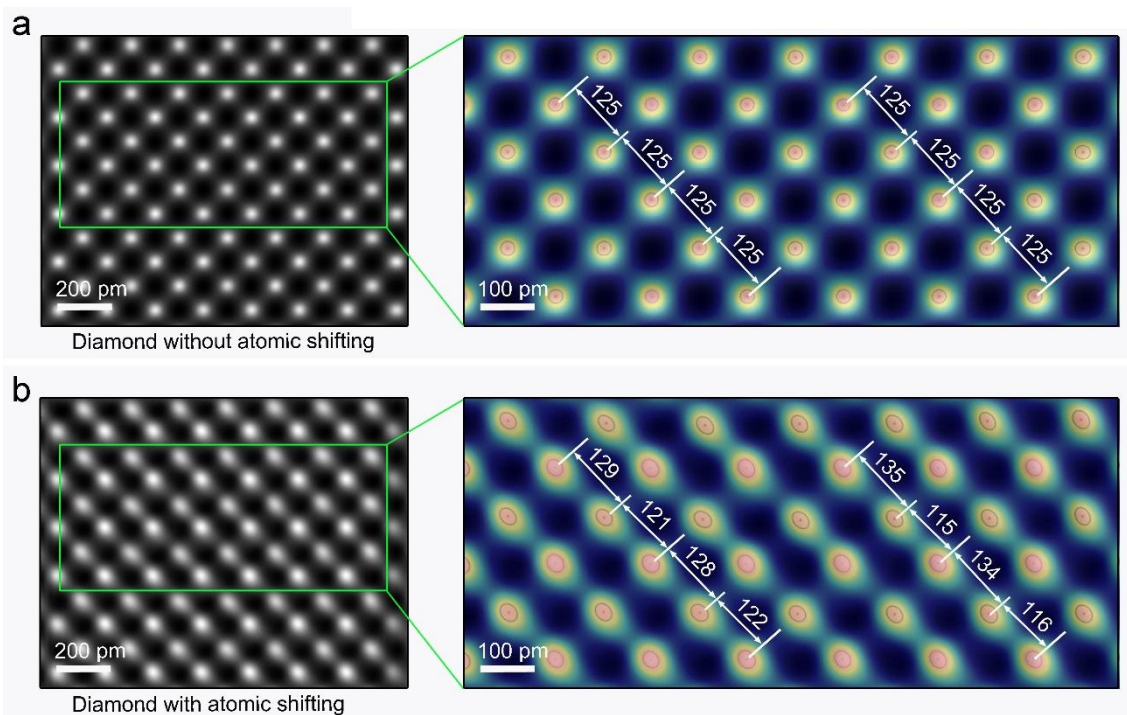 a
125
125
125
125
125
125
125
125
200 pm
100 pm
Diamond without atomic shifting
b
129
121
128
122
135
115
134
116
200 pm
100 pm
Diamond with atomic shifting